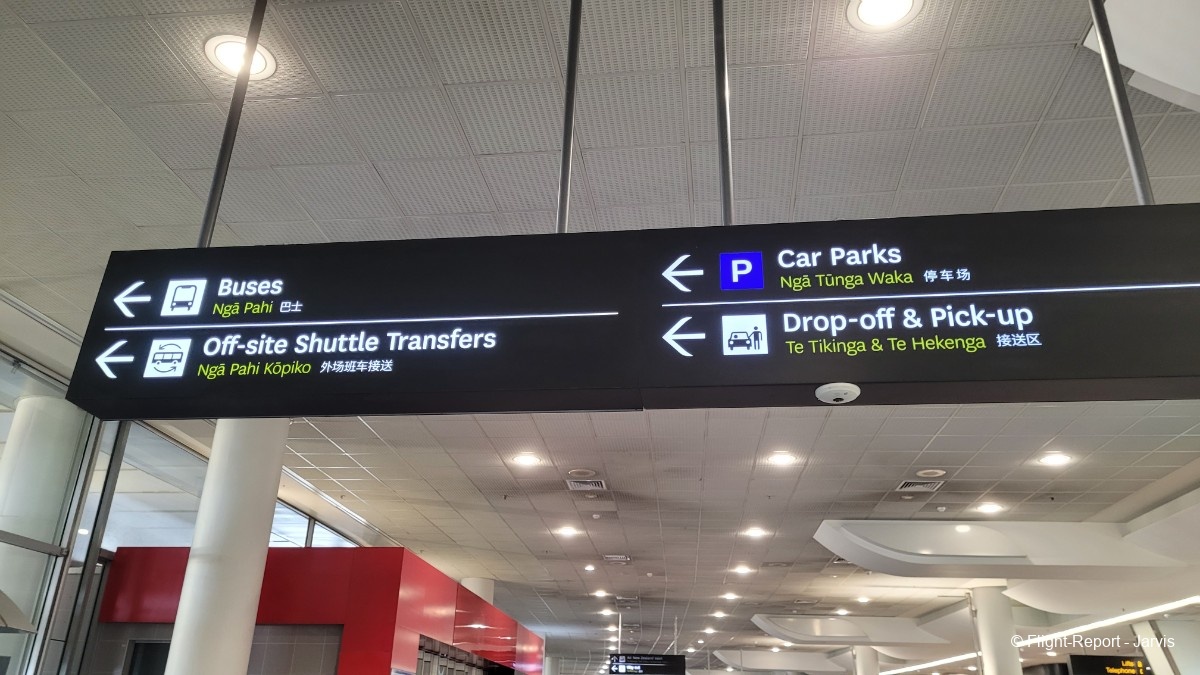 Buses
Ngā Pahi 巴士
Off-site Shuttle Transfers
Ngā Pahi Kōpiko 外场班车接送
P
Car Parks
Ngā Tūnga Waka 停车场
Drop-off & Pick-up
Te Tikinga & Te Hekenga 接送区
© Flight-Report - Jarvis
Lifts
Telephone